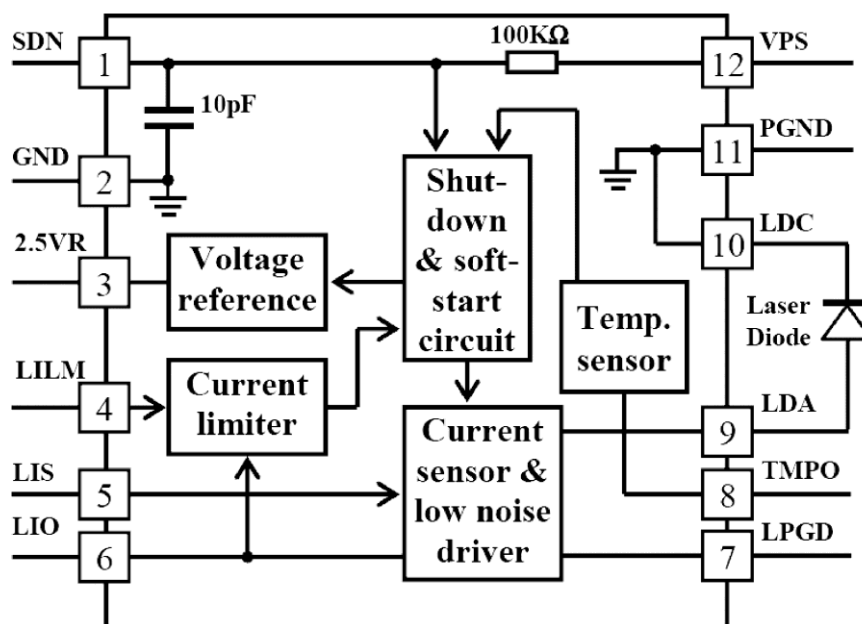 SDN
1
100KΩ
12
VPS
10pF
11
PGND
GND
2
Shut-
down
& soft-
start
circuit
10
LDC
2.5VR
3
Voltage
reference
Laser
Diode
Temp.
sensor
LILM
4
Current
limiter
9
LDA
Current
sensor &
low noise
driver
LIS
5
8
TMPO
LIO
6
7
LPGD